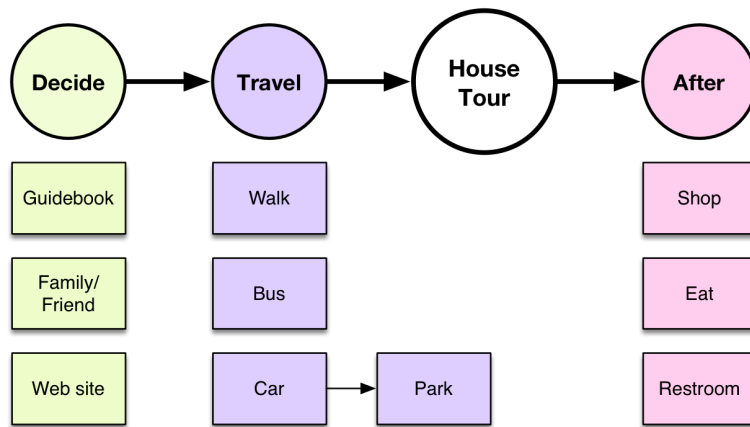 Decide
Travel
House
Tour
After
Guidebook
Walk
Shop
Family/
Friend
Bus
Eat
Web site
Car
Park
Restroom